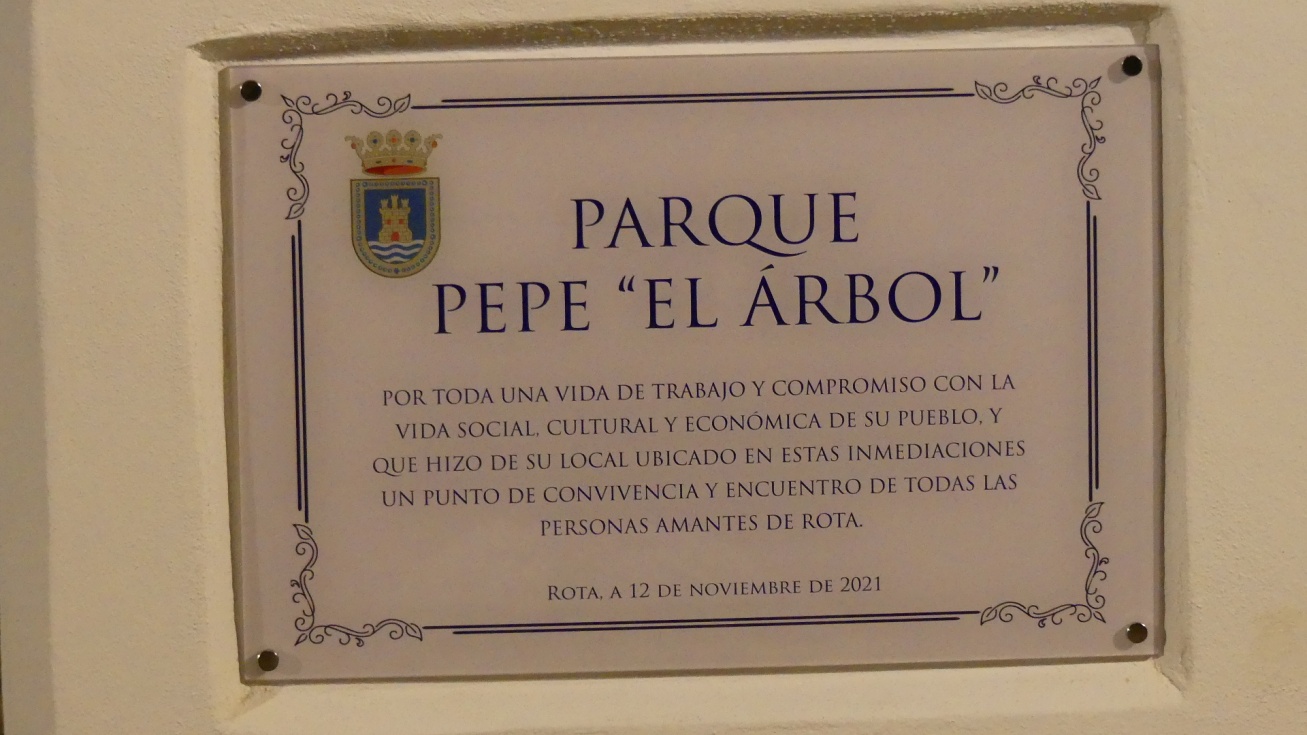 PARQUE
PEPE “EL ÁRBOL”
POR TODA UNA VIDA DE TRABAJO Y COMPROMISO CON LA
VIDA SOCIAL, CULTURAL Y ECONÓMICA DE SU PUEBLO, Y
QUE HIZO DE SU LOCAL UBICADO EN ESTAS INMEDIACIONES
UN PUNTO DE CONVIVENCIA Y ENCUENTRO DE TODAS LAS
PERSONAS AMANTES DE ROTA.
ROTA, A 12 DE NOVIEMBRE DE 2021